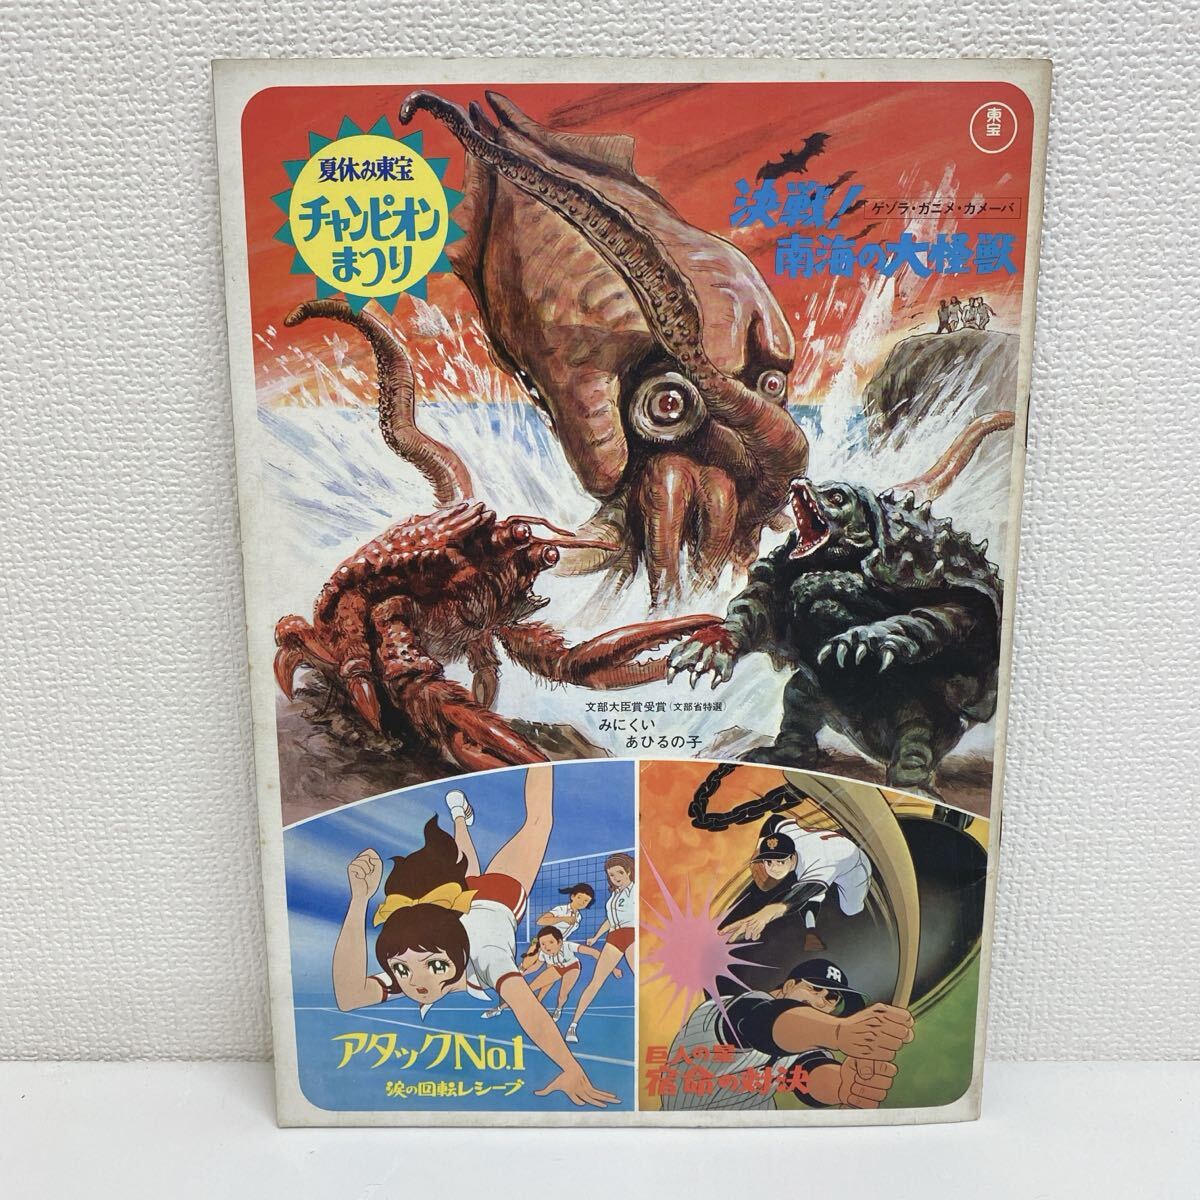 夏休み東宝
チャンピオン
まつり
東宝
決戦!
ゲゾラ・ガニメ・カメーバ
南海の大怪獣
文部大臣賞受賞(文部省特選)
みにくい
あひるの子
2
アタックNo.1
涙の回転レシーブ
巨人の星
宿命の対決